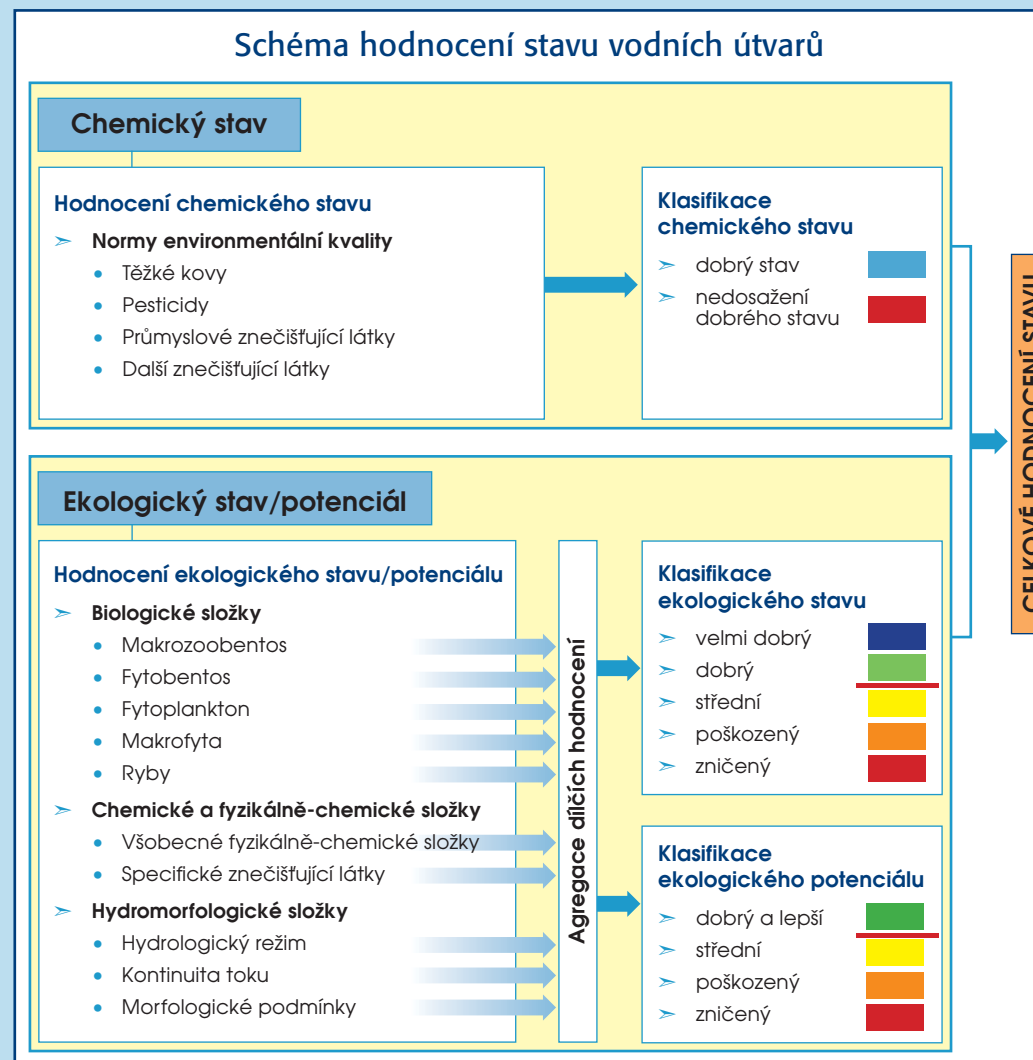 Schéma hodnocení stavu vodních útvarů
Chemický stav
Hodnocení chemického stavu
➢ Normy environmentální kvality
• Těžké kovy
• Pesticidy
• Průmyslové znečišťující látky
• Další znečišťující látky
Klasifikace
chemického stavu
➢ dobrý stav
➢ nedosažení
dobrého stavu
Ekologický stav/potenciál
Hodnocení ekologického stavu/potenciálu
➢ Biologické složky
• Makrozoobentos
• Fytobentos
• Fytoplankton
• Makrofyta
• Ryby
➢ Chemické a fyzikálně-chemické složky
• Všobecné fyzikálně-chemické složky
• Specifické znečišťující látky
➢ Hydromorfologické složky
• Hydrologický režim
• Kontinuita toku
• Morfologické podmínky
Agregace dílčích hodnocení
Klasifikace
ekologického stavu
➢ velmi dobrý
➢ dobrý
➢ střední
➢ poškozený
➢ zničený
Klasifikace
ekologického potenciálu
➢ dobrý a lepší
➢ střední
➢ poškozený
➢ zničený
CELKOVÉ HODNOCENÍ STAVU